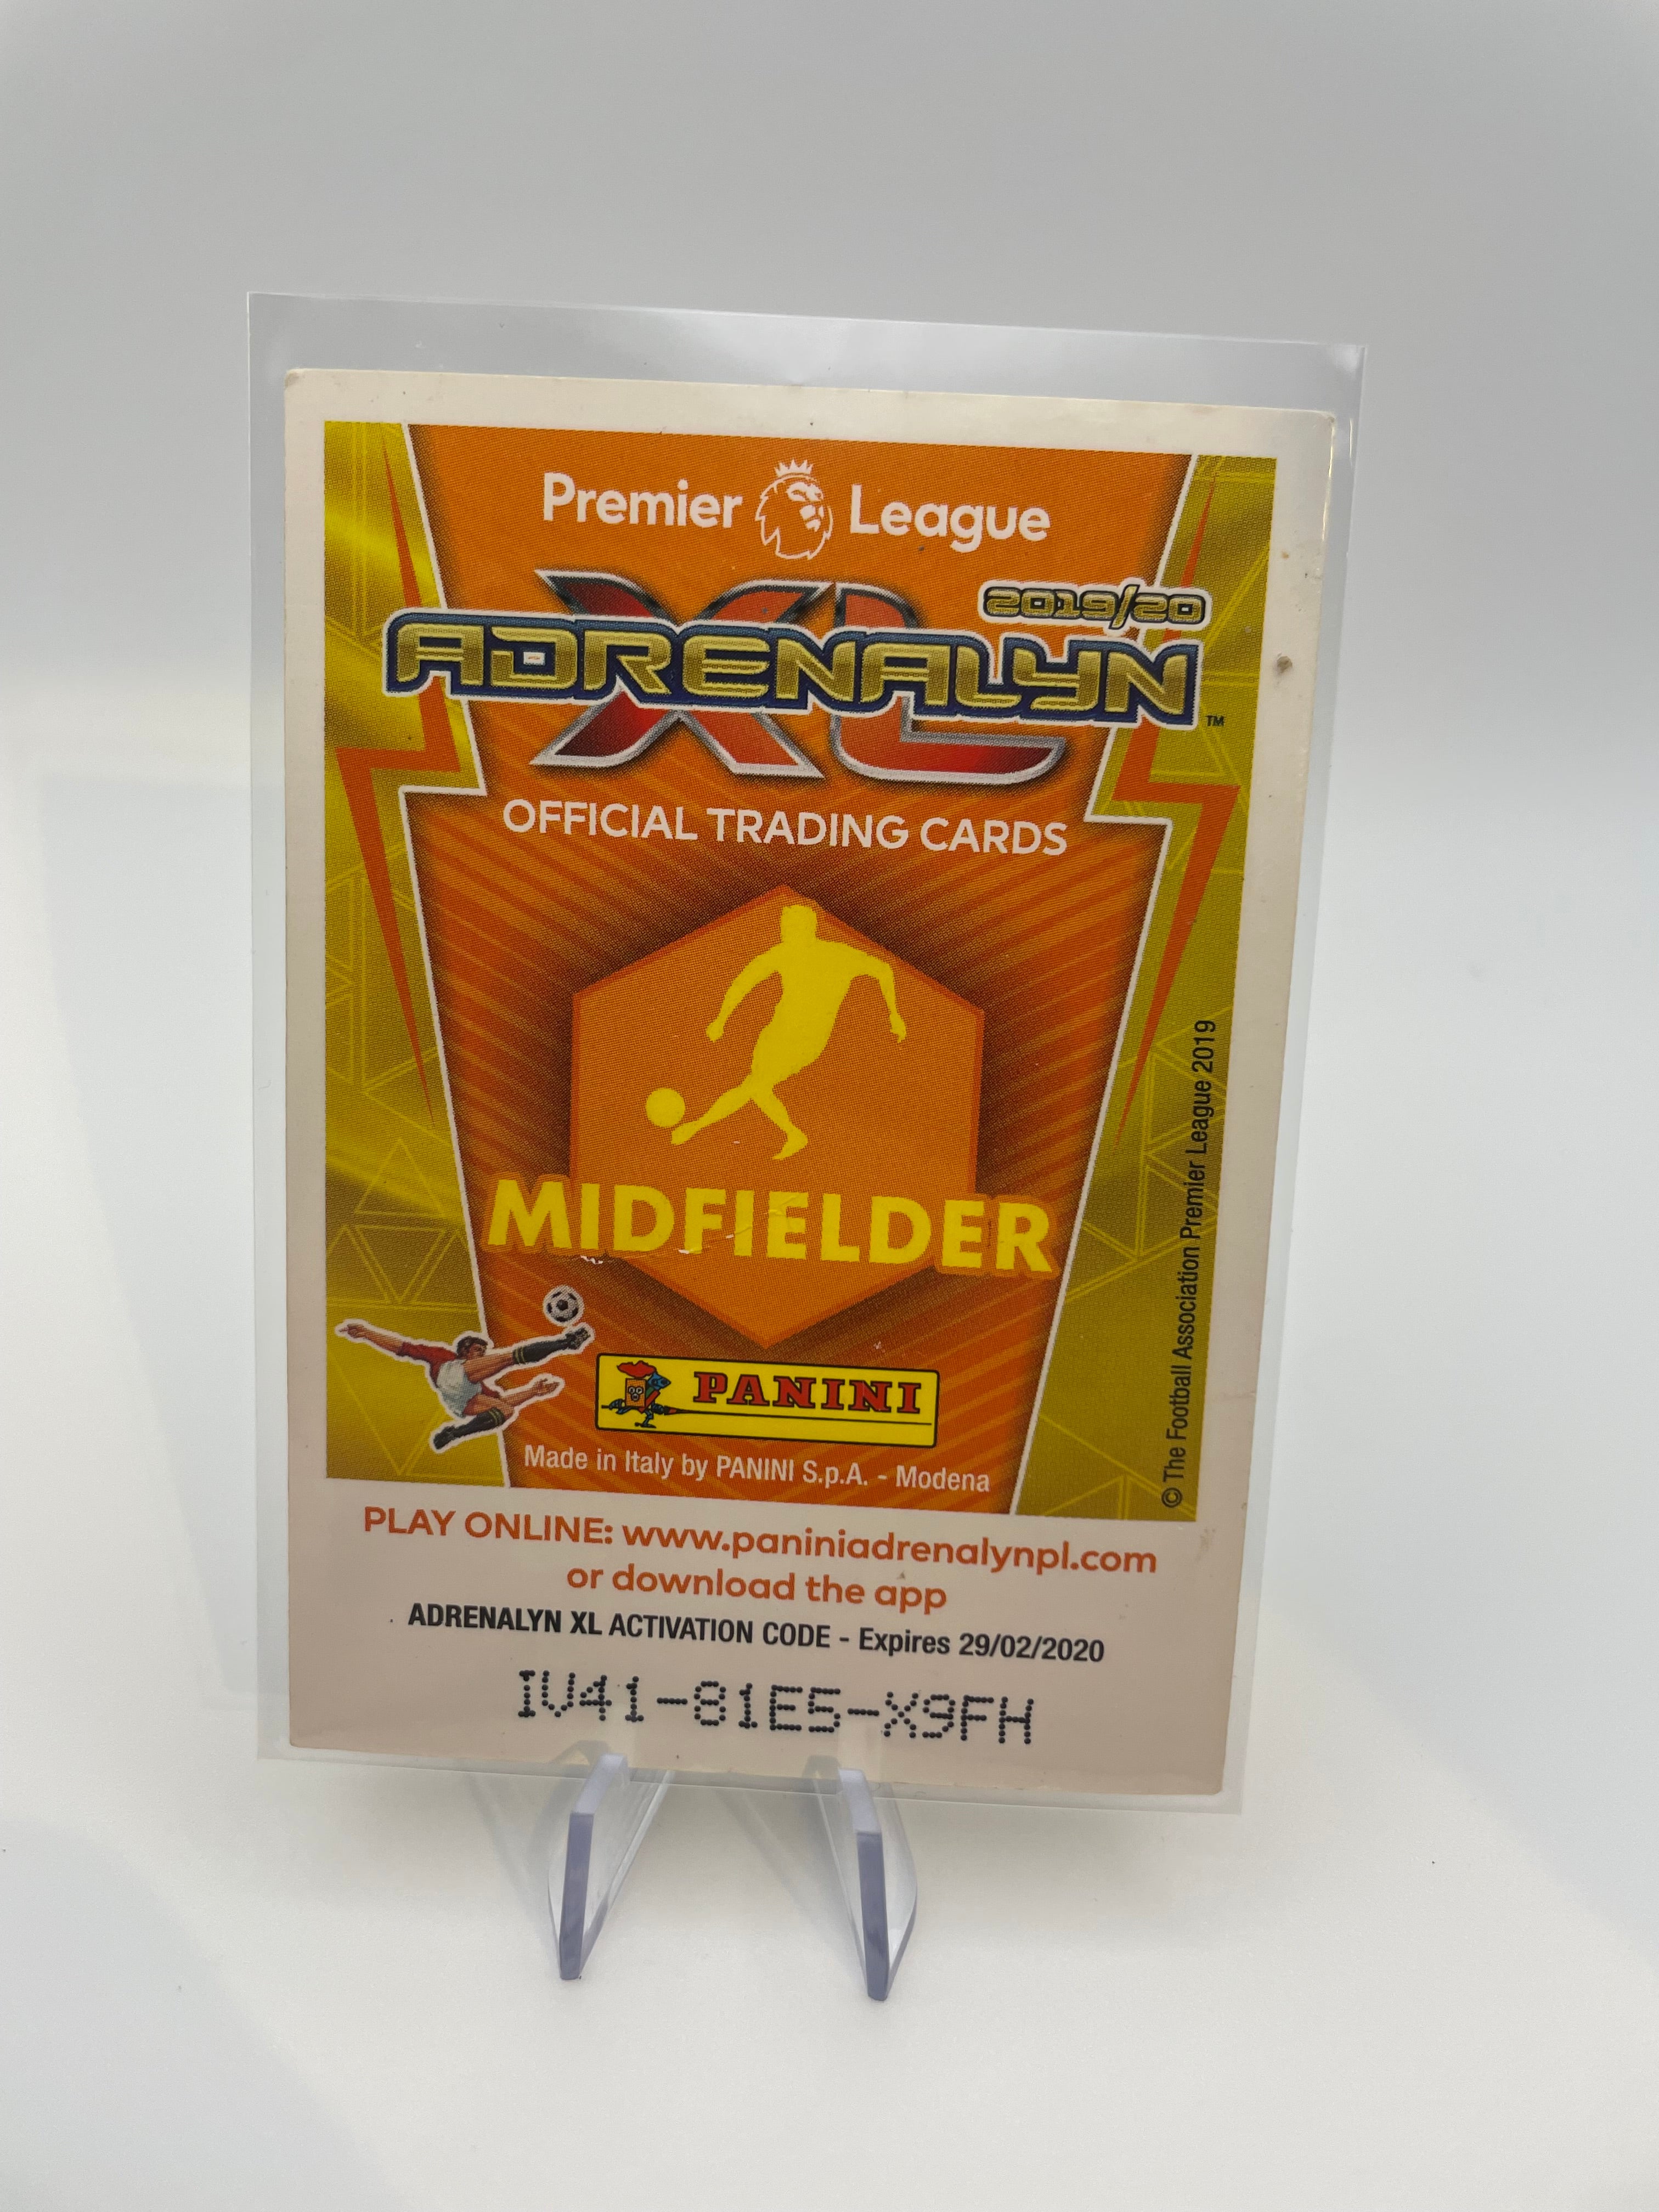 Premier League
2019/20
ADRENALYN XL ™
OFFICIAL TRADING CARDS
MIDFIELDER
PANINI
Made in Italy by PANINI S.p.A. - Modena
© The Football Association Premier League 2019
PLAY ONLINE: www.paniniadrenalynpl.com
or download the app
ADRENALYN XL ACTIVATION CODE - Expires 29/02/2020
1V41-81E5-X9FH